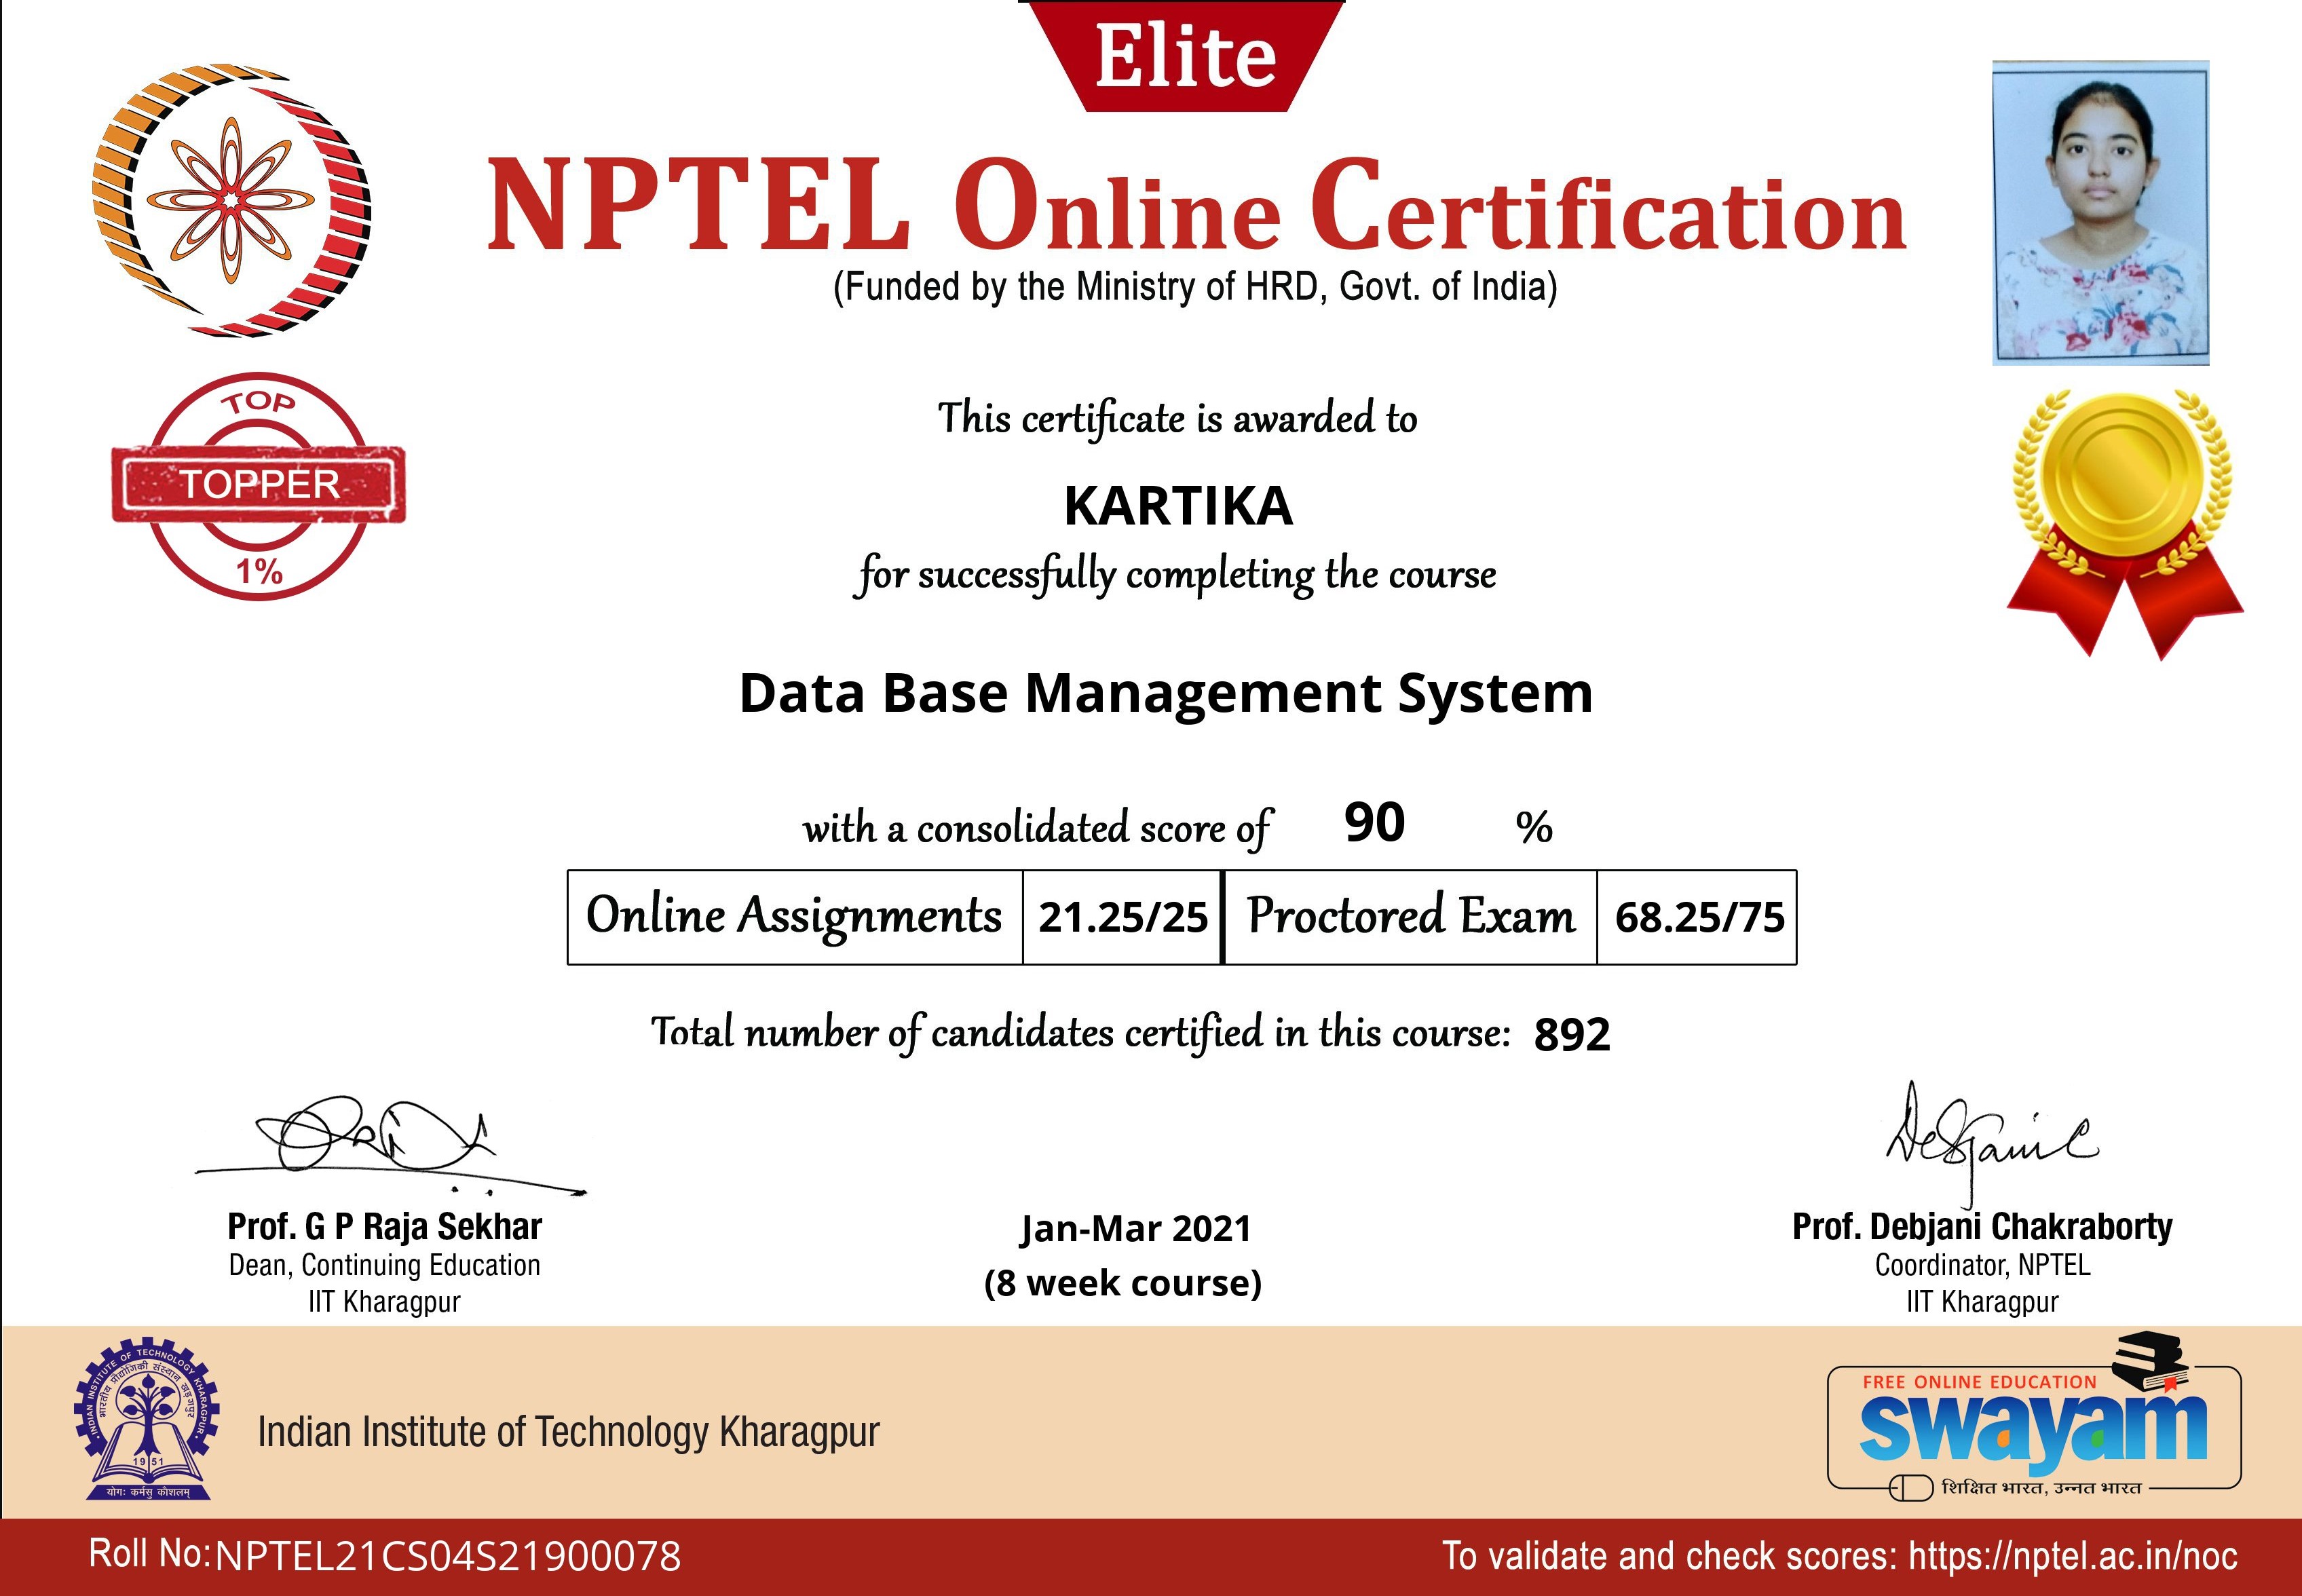 Elite
NPTEL Online Certification
(Funded by the Ministry of HRD, Govt. of India)
TOP
TOPPER
1%
This certificate is awarded to
KARTIKA
for successfully completing the course
Data Base Management System
with a consolidated score of 90 %
Online Assignments 21.25/25 Proctored Exam 68.25/75
Total number of candidates certified in this course: 892
Prof. G P Raja Sekhar
Dean, Continuing Education
IIT Kharagpur
Jan-Mar 2021
(8 week course)
Debjani
Prof. Debjani Chakraborty
Coordinator, NPTEL
IIT Kharagpur
INDIAN INSTITUTE OF TECHNOLOGY KHARAGPUR
भारतीय प्रौद्योगिकी संस्थान खड़गपुर
1951
योगः कर्मसु कौशलम्
Indian Institute of Technology Kharagpur
FREE ONLINE EDUCATION
swayam
शिक्षित भारत, उन्नत भारत
Roll No:NPTEL21CS04S21900078
To validate and check scores: https://nptel.ac.in/noc